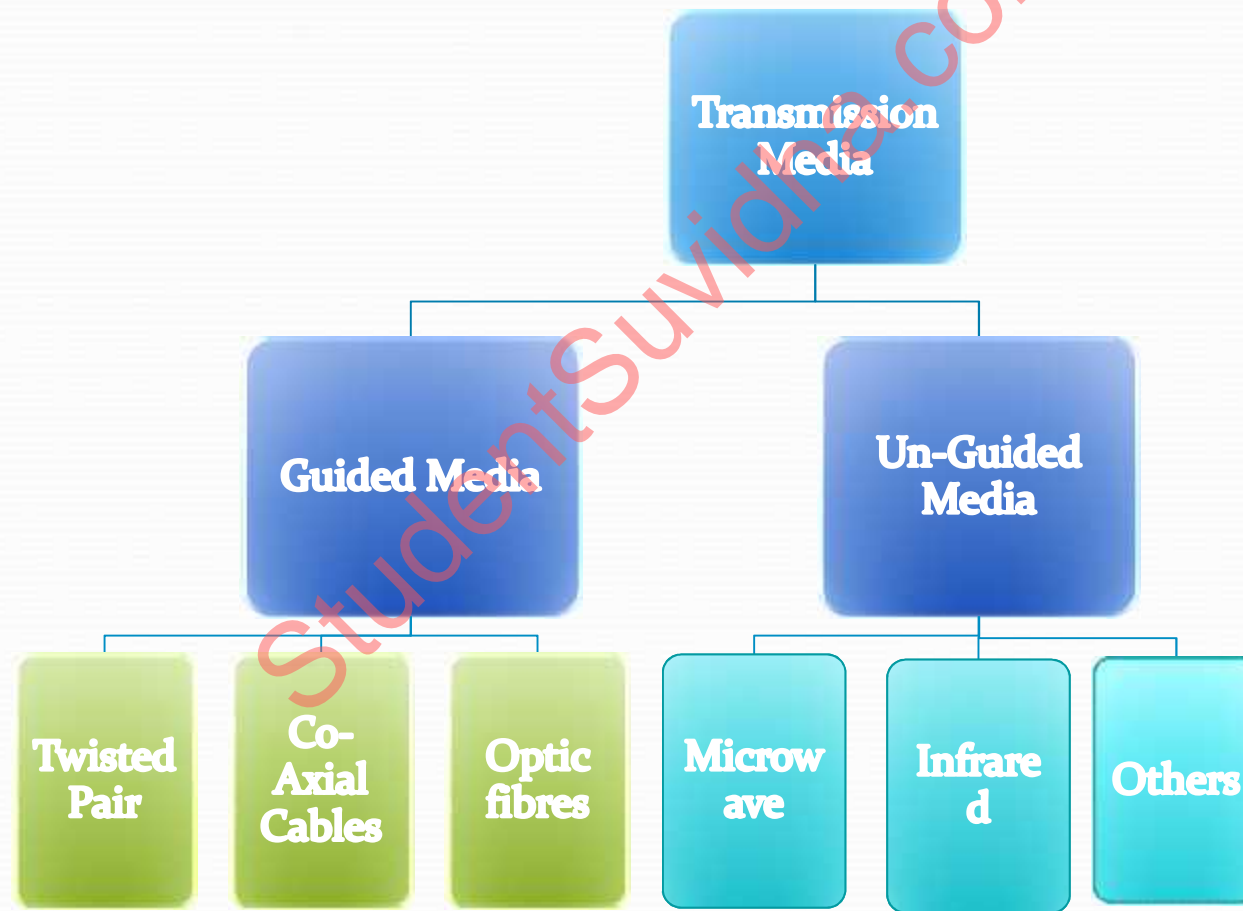 Transmission
Media
Guided Media
Un-Guided
Media
Twisted
Pair
Co-
Axial
Cables
Optic
fibres
Microw
ave
Infrare
d
Others
StudentSuvidha.co